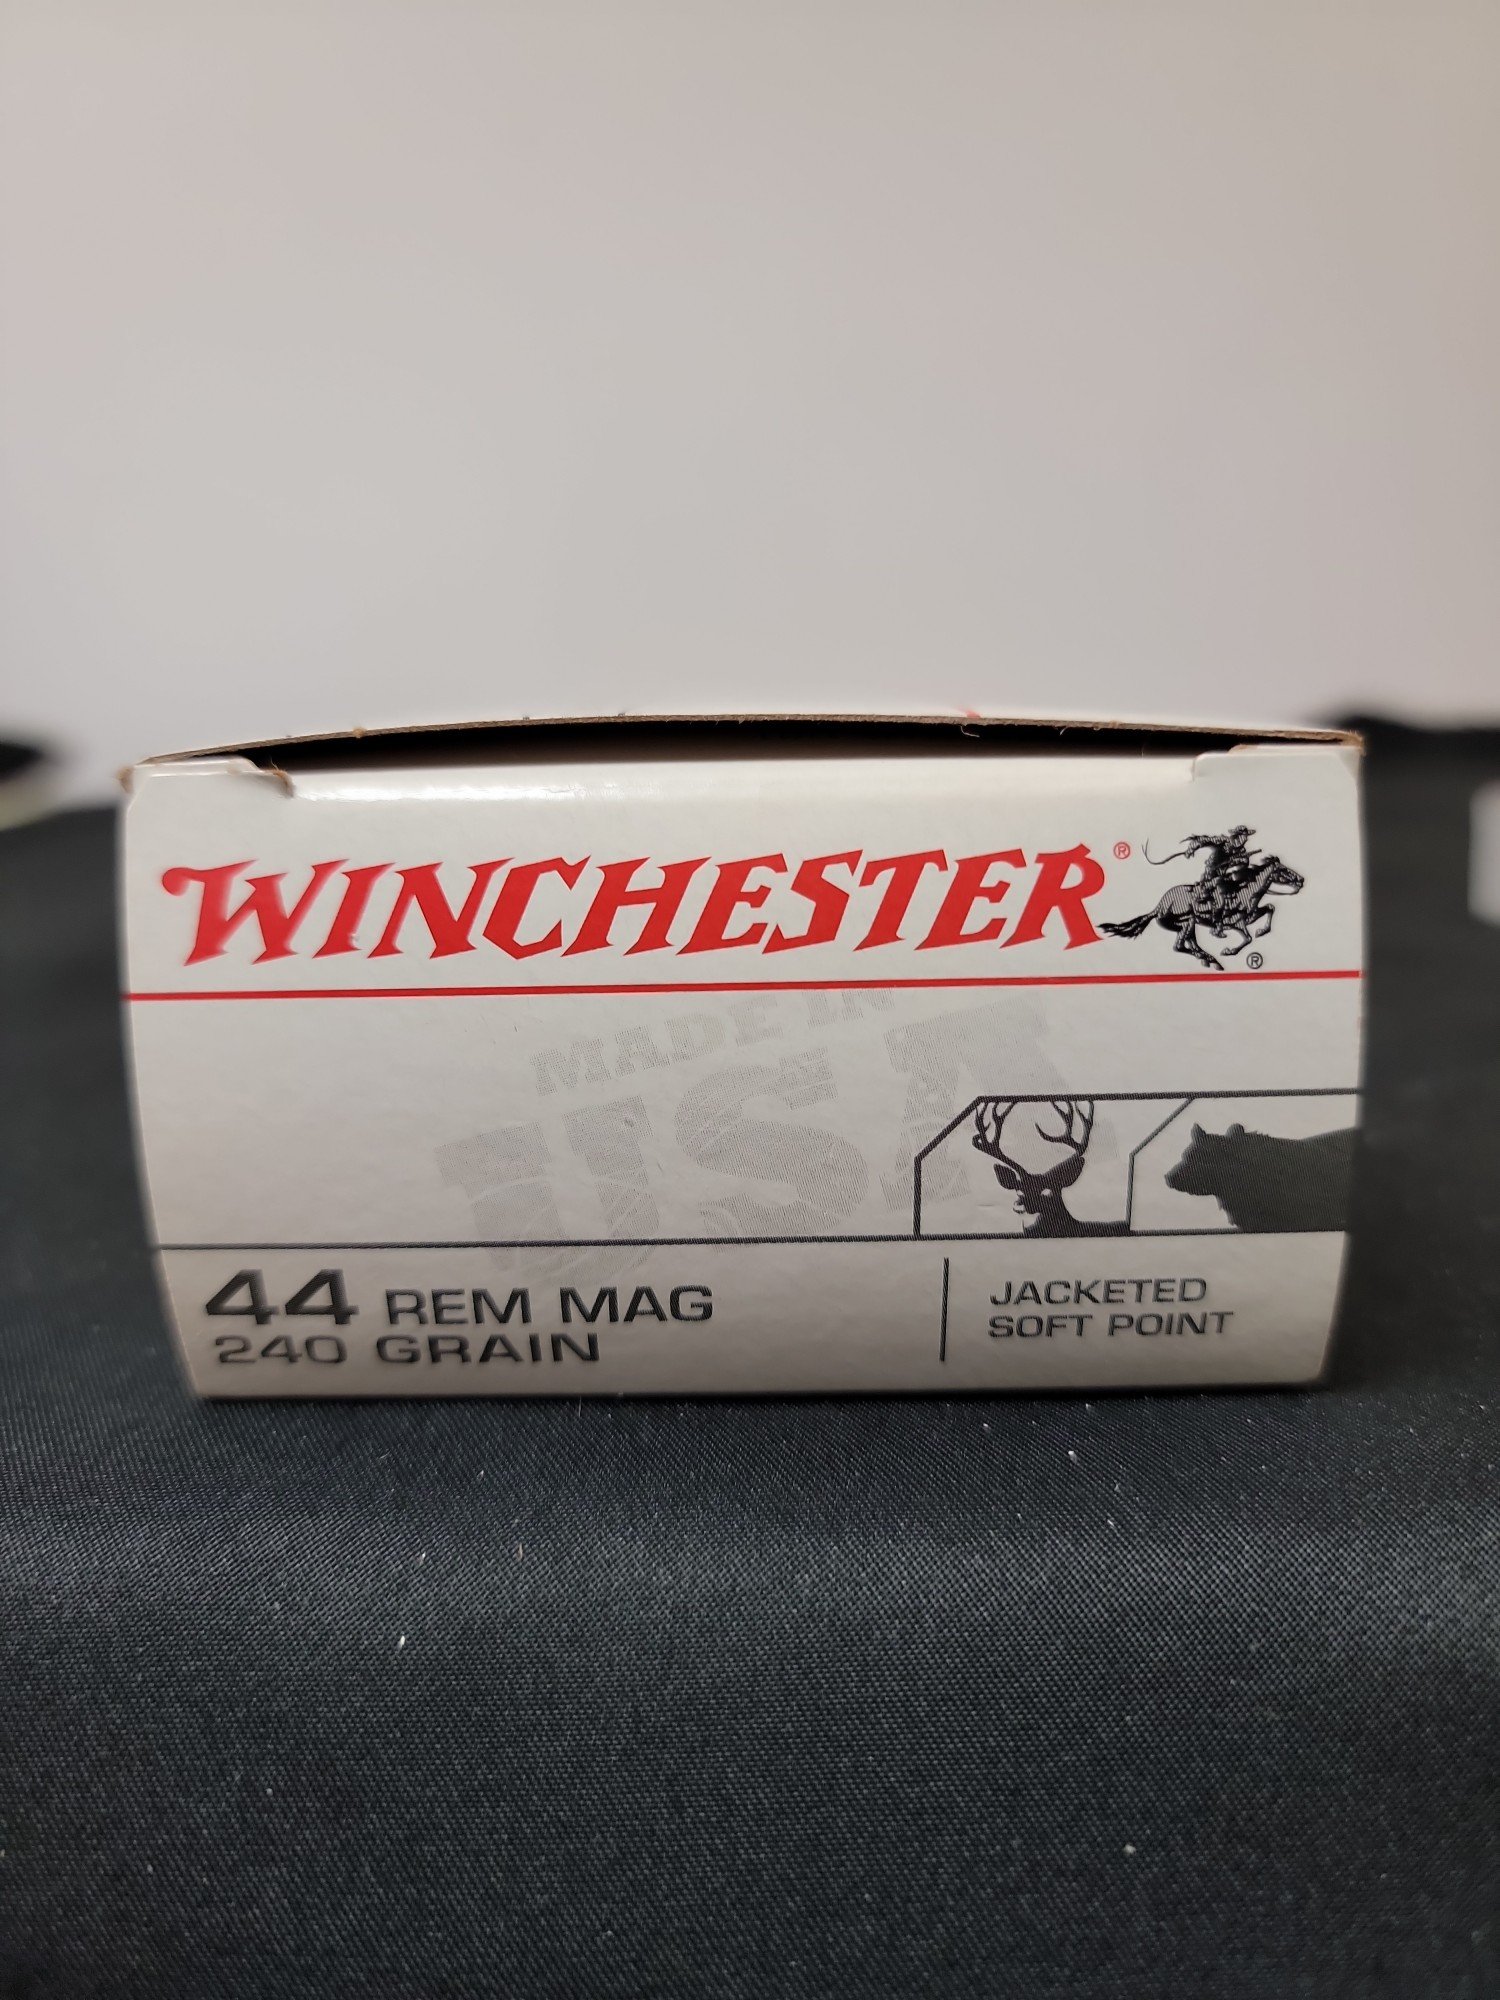 WINCHESTER®
®
MADE IN
USA
44 REM MAG
240 GRAIN
JACKETED
SOFT POINT